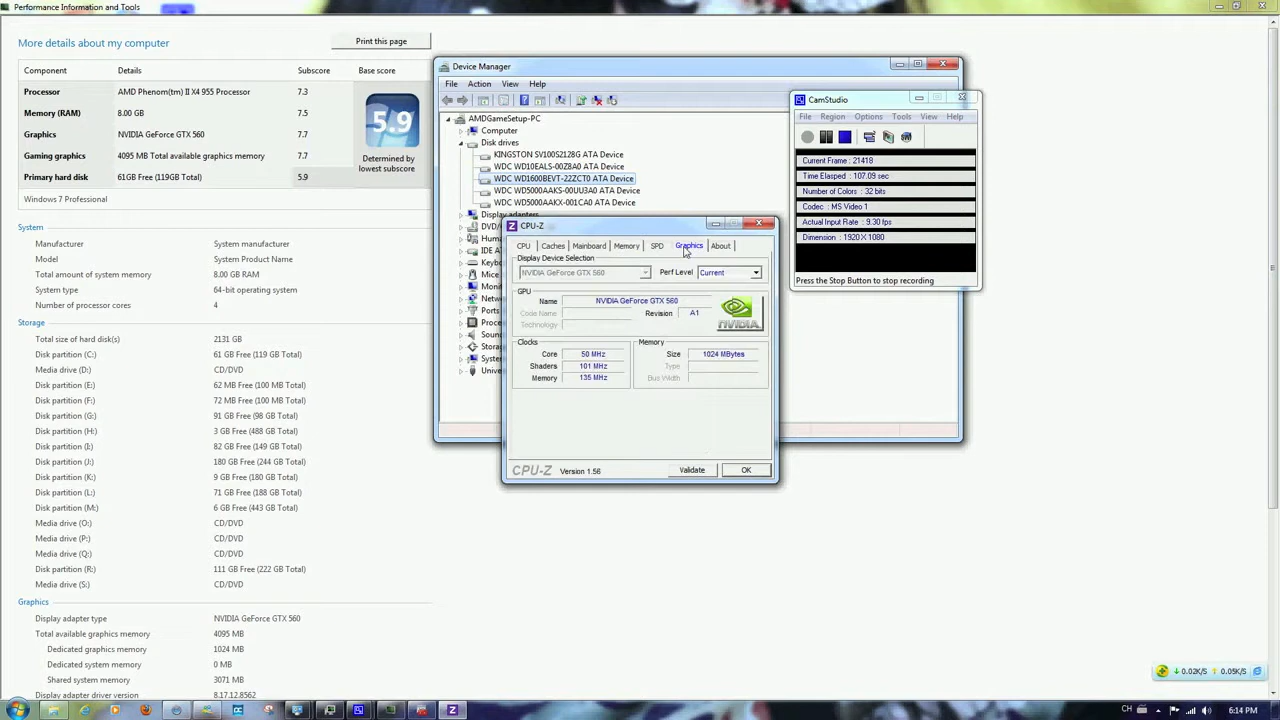 Performance Information and Tools
More details about my computer
Print this page
Component Details Subscore Base score
Processor AMD Phenom(tm) II X4 955 Processor 7.3
Memory (RAM) 8.00 GB 7.5
Graphics NVIDIA GeForce GTX 560 7.7
Gaming graphics 4095 MB Total available graphics memory 7.7
Primary hard disk 61GB Free (119GB Total) 5.9
5.9
Determined by
lowest subscore
Windows 7 Professional
System
Manufacturer System manufacturer
Model System Product Name
Total amount of system memory 8.00 GB RAM
System type 64-bit operating system
Number of processor cores 4
Storage
Total size of hard disk(s) 2131 GB
Disk partition (C:) 61 GB Free (119 GB Total)
Media drive (D:) CD/DVD
Disk partition (E:) 62 MB Free (100 MB Total)
Disk partition (F:) 72 MB Free (100 MB Total)
Disk partition (G:) 91 GB Free (98 GB Total)
Disk partition (H:) 3 GB Free (488 GB Total)
Disk partition (I:) 82 GB Free (149 GB Total)
Disk partition (J:) 180 GB Free (244 GB Total)
Disk partition (K:) 9 GB Free (180 GB Total)
Disk partition (L:) 71 GB Free (188 GB Total)
Disk partition (M:) 6 GB Free (443 GB Total)
Media drive (O:) CD/DVD
Media drive (P:) CD/DVD
Media drive (Q:) CD/DVD
Disk partition (R:) 111 GB Free (222 GB Total)
Media drive (S:) CD/DVD
Graphics
Display adapter type NVIDIA GeForce GTX 560
Total available graphics memory 4095 MB
Dedicated graphics memory 1024 MB
Dedicated system memory 0 MB
Shared system memory 3071 MB
Display adapter driver version 8.17.12.8562
Device Manager
File Action View Help
AMDGameSetup-PC
Computer
Disk drives
KINGSTON SV100S2128G ATA Device
WDC WD10EALS-00Z8A0 ATA Device
WDC WD1600BEVT-22ZCT0 ATA Device
WDC WD5000AAKS-00UU3A0 ATA Device
WDC WD5000AAKX-001CA0 ATA Device
Display adapters
DVD/
Huma
IDE A
Keybo
Mice
Moni
Netw
Ports
Proce
Soun
Stora
Syste
Unive
CPU-Z
CPU Caches Mainboard Memory SPD Graphics About
Display Device Selection
NVIDIA GeForce GTX 560 Perf Level Current
GPU
Name NVIDIA GeForce GTX 560
Code Name Revision A1
Technology
NVIDIA
Clocks
Core 50 MHz
Shaders 101 MHz
Memory 135 MHz
Memory
Size 1024 MBytes
Type
Bus Width
CPU-Z Version 1.56 Validate OK
CamStudio
File Region Options Tools View Help
Current Frame : 21418
Time Elapsed : 107.09 sec
Number of Colors : 32 bits
Codec : MS Video 1
Actual Input Rate : 9.30 fps
Dimension : 1920 X 1080
Press the Stop Button to stop recording
0.02K/S 0.05K/S
CH 6:14 PM